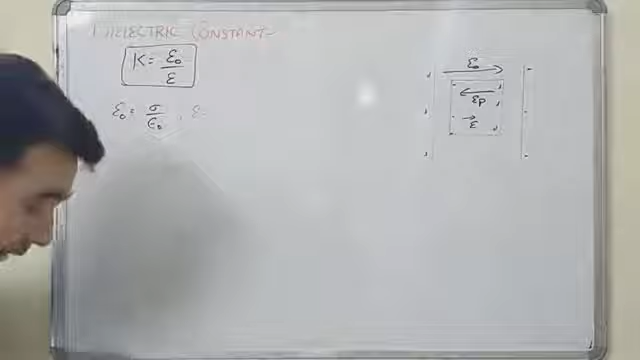 DIELECTRIC CONSTANT-
K = ε₀/ε
ε₀ = σ/ϵ₀ , ε=
ε₀
εp
ε